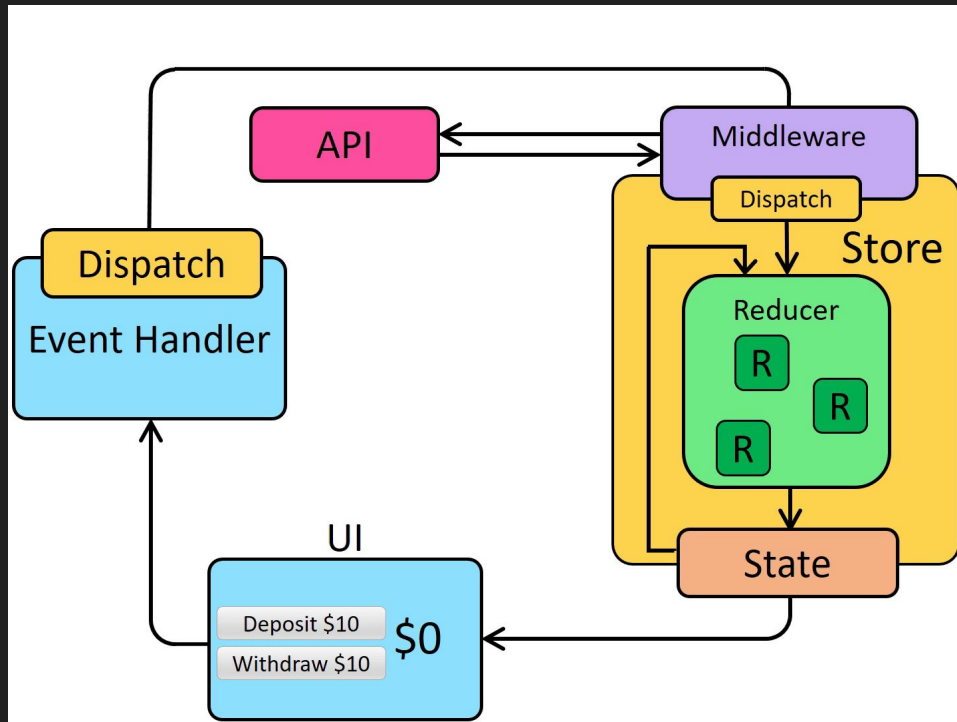 API
Middleware
Dispatch
Store
Dispatch
Event Handler
Reducer
R
R
R
UI
State
Deposit $10
$0
Withdraw $10